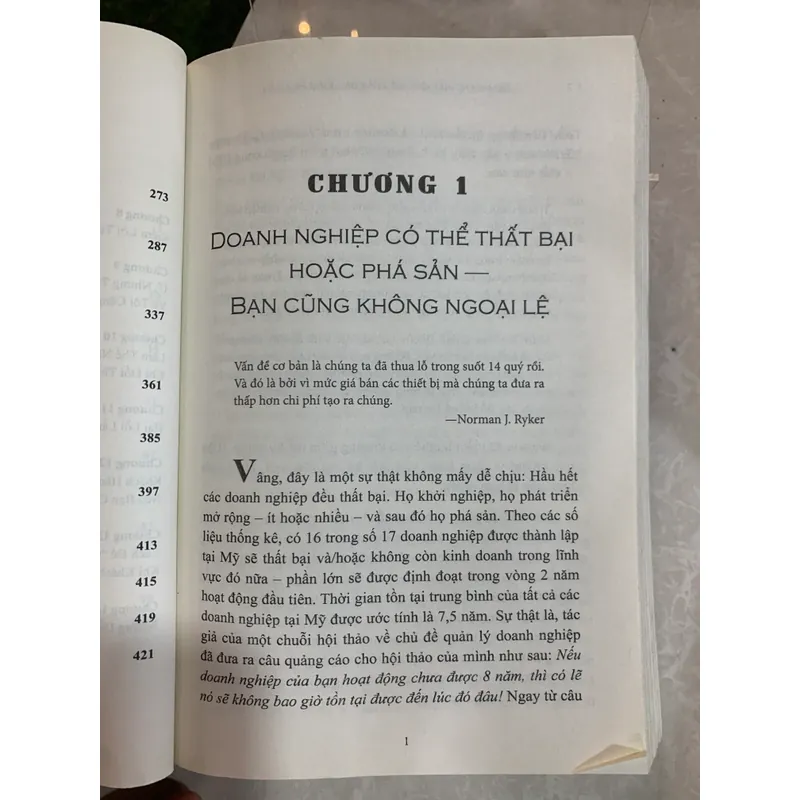 273
287
337
361
385
397
413
415
419
421
CHƯƠNG 1
DOANH NGHIỆP CÓ THỂ THẤT BẠI
HOẶC PHÁ SẢN —
BẠN CŨNG KHÔNG NGOẠI LỆ
Vấn đề cơ bản là chúng ta đã thua lỗ trong suốt 14 quý rồi.
Và đó là bởi vì mức giá bán các thiết bị mà chúng ta đưa ra
thấp hơn chi phí tạo ra chúng.
—Norman J. Ryker
Vâng, đây là một sự thật không mấy dễ chịu: Hầu hết
các doanh nghiệp đều thất bại. Họ khởi nghiệp, họ phát triển
mở rộng – ít hoặc nhiều – và sau đó họ phá sản. Theo các số
liệu thống kê, có 16 trong số 17 doanh nghiệp được thành lập
tại Mỹ sẽ thất bại và/hoặc không còn kinh doanh trong lĩnh
vực đó nữa – phần lớn sẽ được định đoạt trong vòng 2 năm
hoạt động đầu tiên. Thời gian tồn tại trung bình của tất cả các
doanh nghiệp tại Mỹ được ước tính là 7,5 năm. Sự thật là, tác
giả của một chuỗi hội thảo về chủ đề quản lý doanh nghiệp
đã đưa ra câu quảng cáo cho hội thảo của mình như sau: Nếu
doanh nghiệp của bạn hoạt động chưa được 8 năm, thì có lẽ
nó sẽ không bao giờ tồn tại được đến lúc đó đâu! Ngay từ câu
1